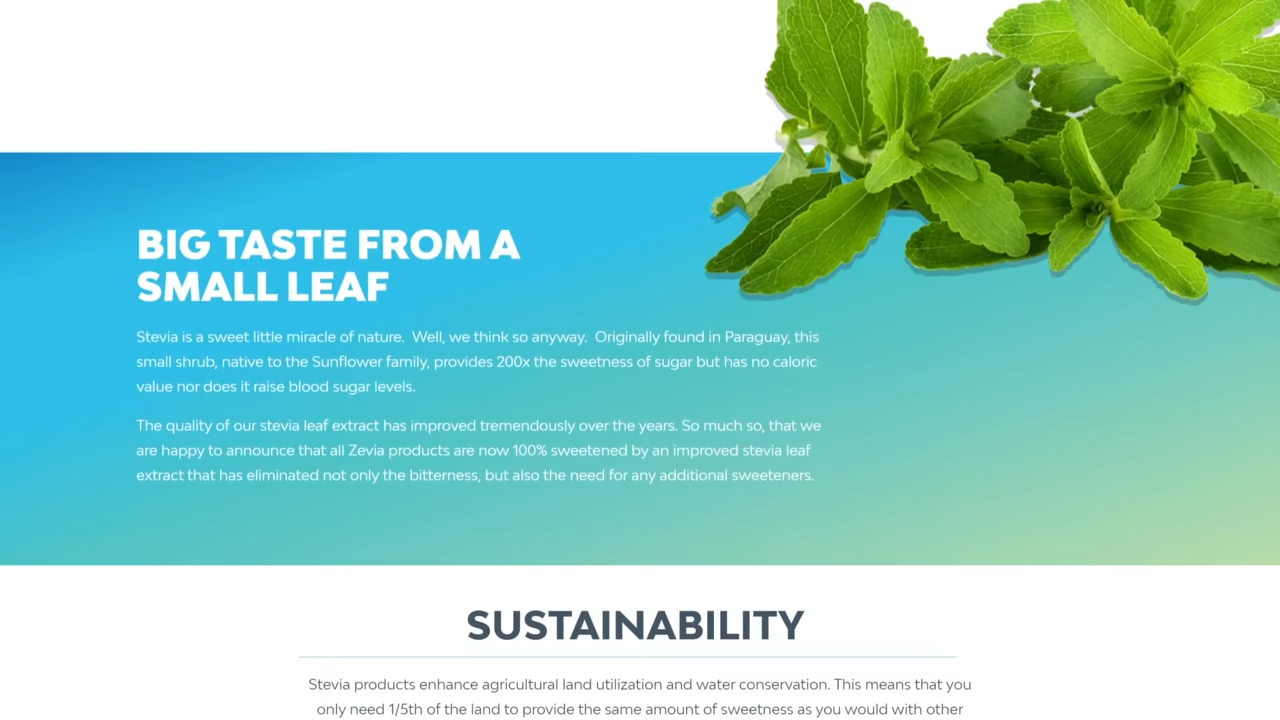 BIG TASTE FROM A
SMALL LEAF
Stevia is a sweet little miracle of nature.  Well, we think so anyway.  Originally found in Paraguay, this
small shrub, native to the Sunflower family, provides 200x the sweetness of sugar but has no caloric
value nor does it raise blood sugar levels.
The quality of our stevia leaf extract has improved tremendously over the years. So much so, that we
are happy to announce that all Zevia products are now 100% sweetened by an improved stevia leaf
extract that has eliminated not only the bitterness, but also the need for any additional sweeteners.
SUSTAINABILITY
Stevia products enhance agricultural land utilization and water conservation. This means that you
only need 1/5th of the land to provide the same amount of sweetness as you would with other